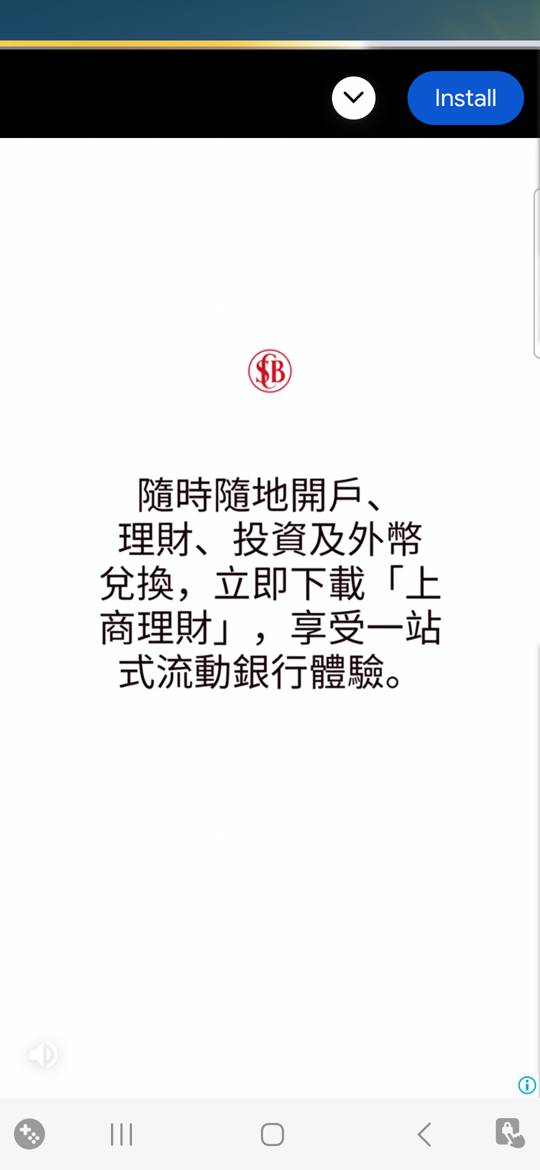 Install
SCB
隨時隨地開戶、
理財、投資及外幣
兌換，立即下載「上
商理財」，享受一站
式流動銀行體驗。